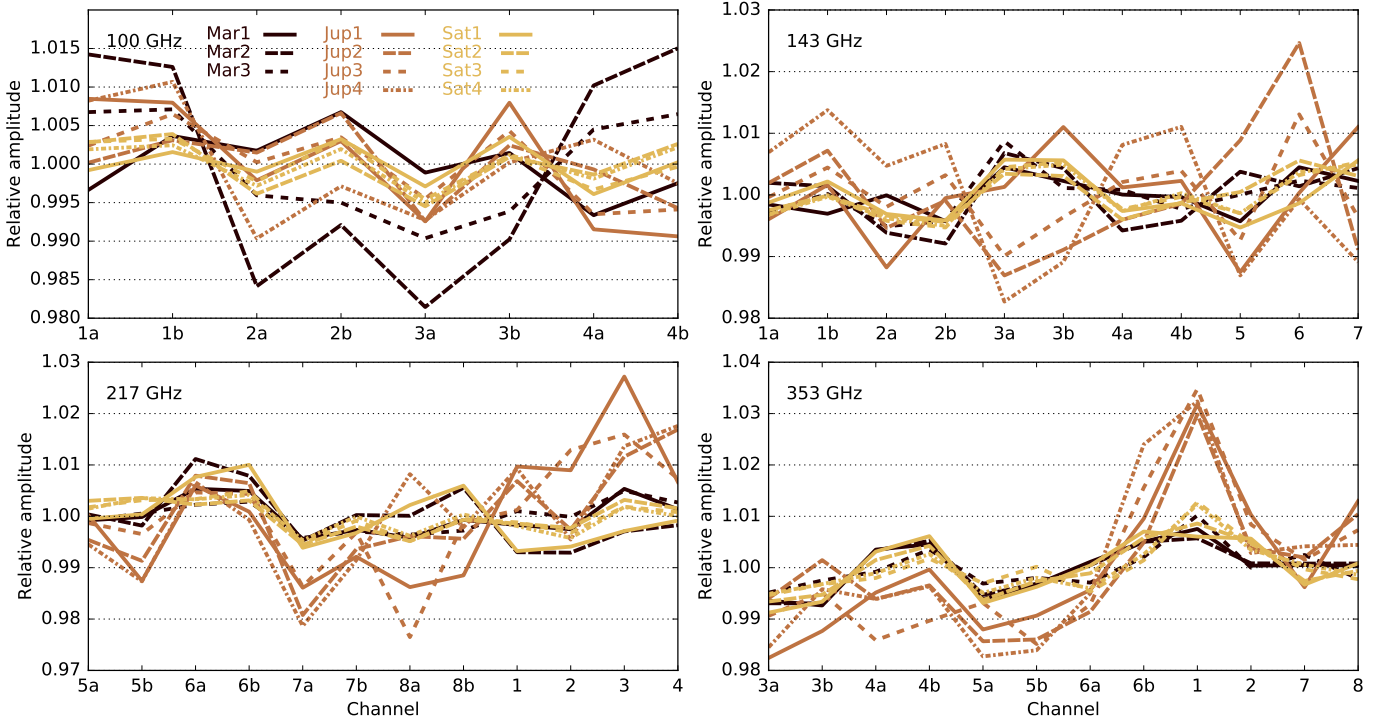 100 GHz
Mar1 Jup1 Sat1
Mar2 Jup2 Sat2
Mar3 Jup3 Sat3
Jup4 Sat4
Relative amplitude
1.015
1.010
1.005
1.000
0.995
0.990
0.985
0.980
1a 1b 2a 2b 3a 3b 4a 4b
143 GHz
Relative amplitude
1.03
1.02
1.01
1.00
0.99
0.98
1a 1b 2a 2b 3a 3b 4a 4b 5 6 7
217 GHz
Relative amplitude
1.03
1.02
1.01
1.00
0.99
0.98
0.97
5a 5b 6a 6b 7a 7b 8a 8b 1 2 3 4
Channel
353 GHz
Relative amplitude
1.04
1.03
1.02
1.01
1.00
0.99
0.98
3a 3b 4a 4b 5a 5b 6a 6b 1 2 7 8
Channel